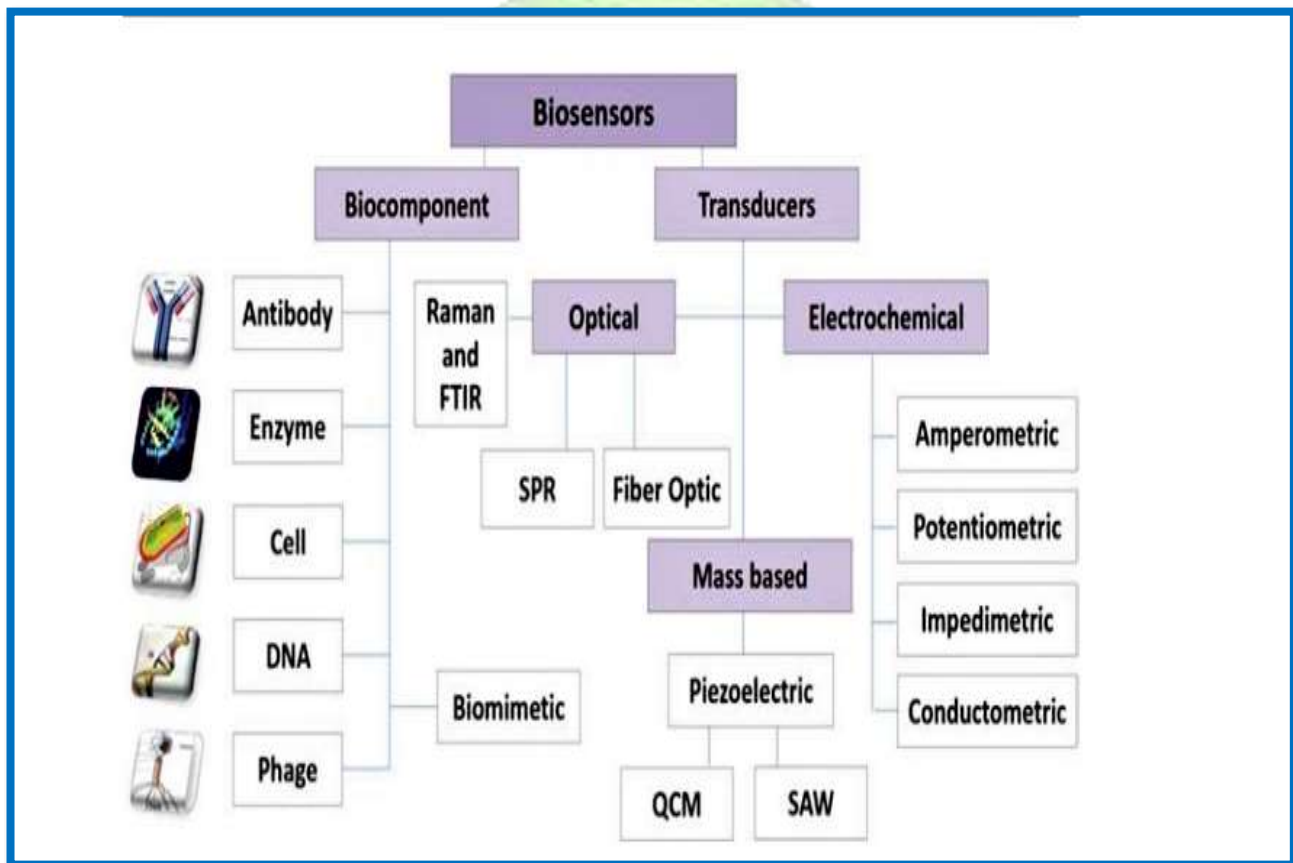 Biosensors
Biocomponent
Transducers
Antibody
Enzyme
Cell
DNA
Phage
Biomimetic
Raman
and
FTIR
Optical
SPR
Fiber Optic
Electrochemical
Amperometric
Potentiometric
Impedimetric
Conductometric
Mass based
Piezoelectric
QCM
SAW